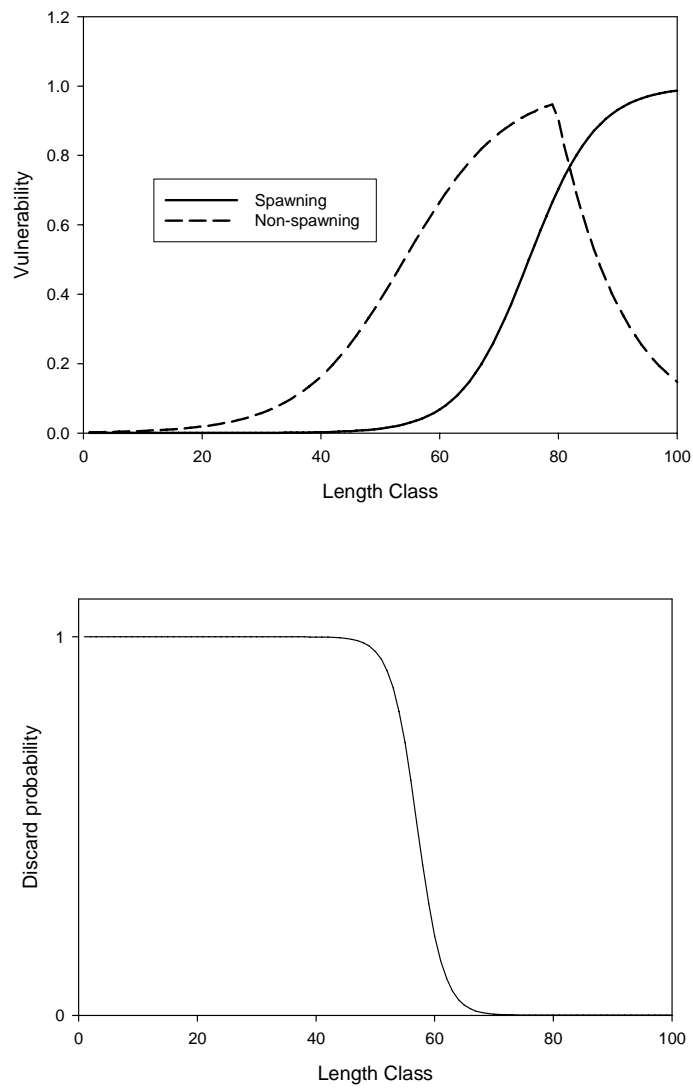 1.2
1.0
0.8
0.6
0.4
0.2
0.0
Vulnerability
Spawning
Non-spawning
0 20 40 60 80 100
Length Class
1
0
Discard probability
0 20 40 60 80 100
Length Class